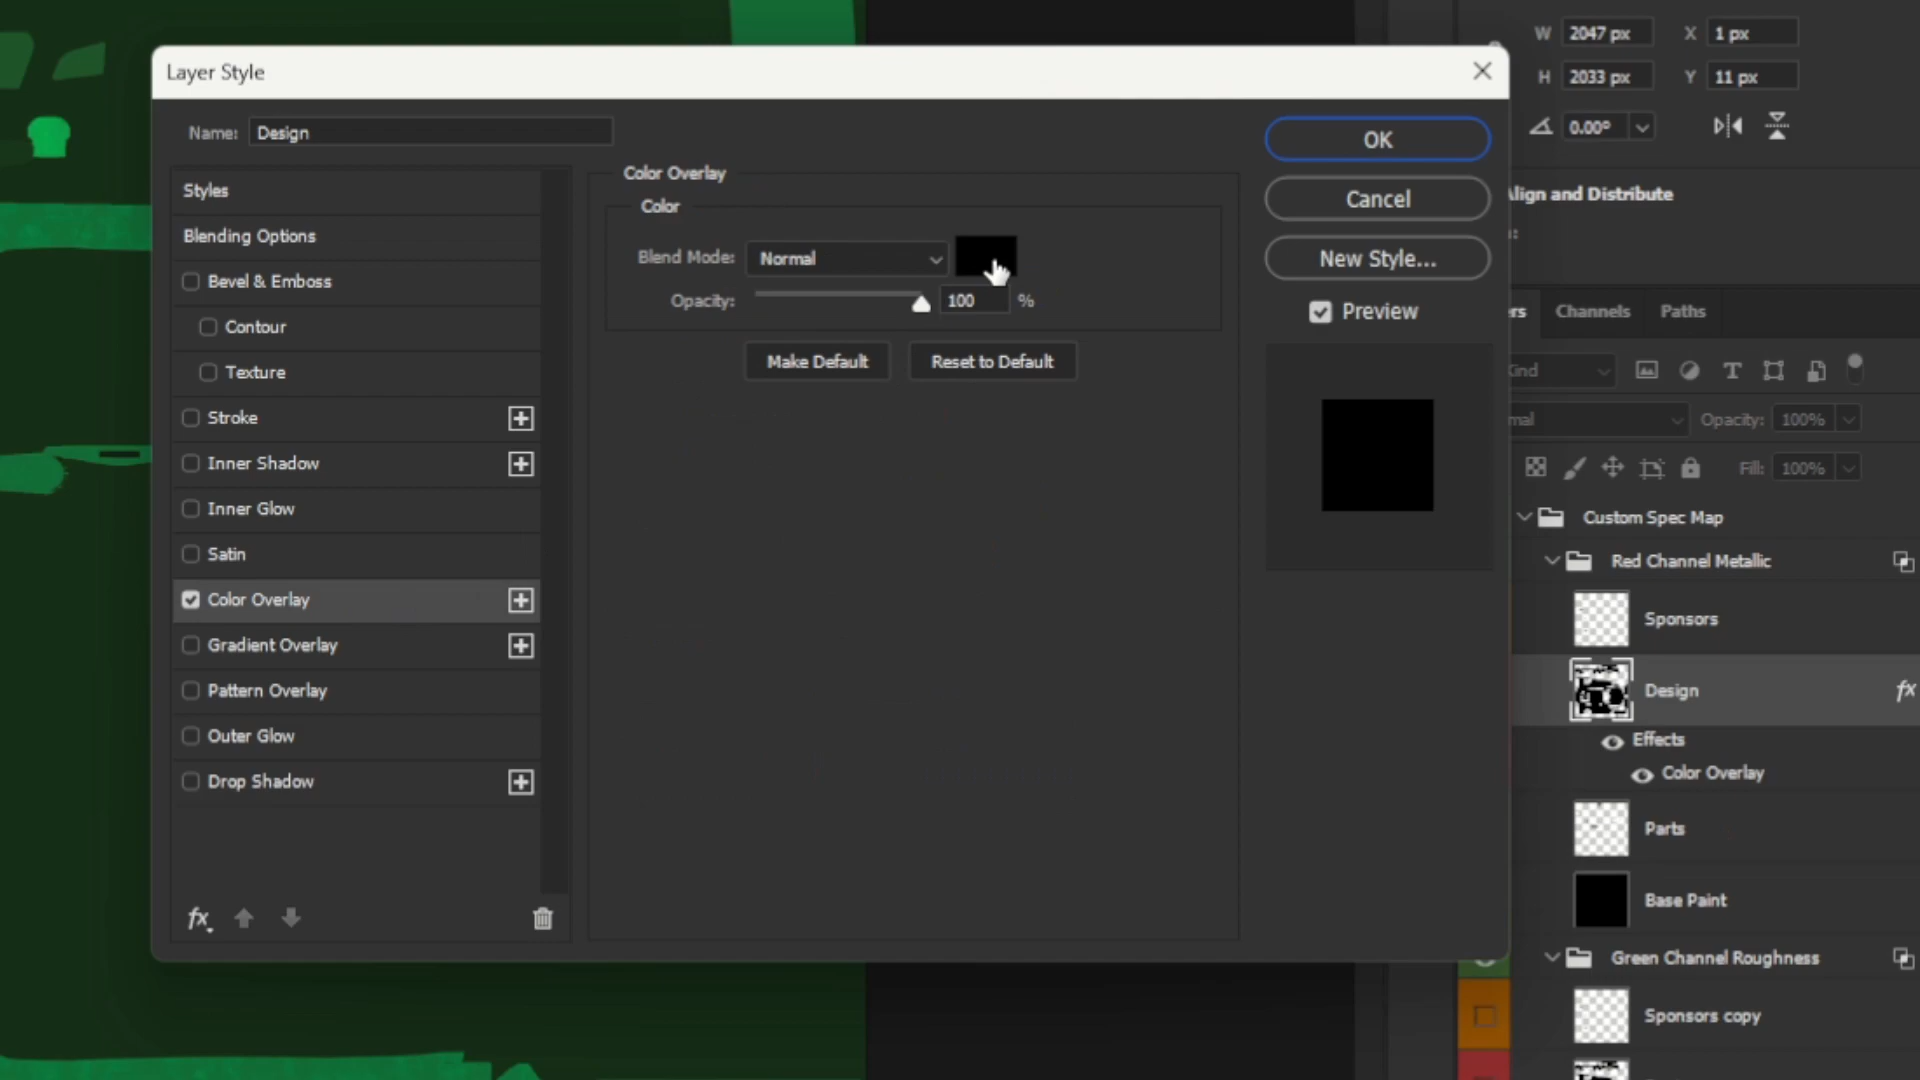 Layer Style
Name: Design
Styles
Blending Options
Bevel & Emboss
Contour
Texture
Stroke
Inner Shadow
Inner Glow
Satin
Color Overlay
Gradient Overlay
Pattern Overlay
Outer Glow
Drop Shadow
fx
Color Overlay
Color
Blend Mode: Normal
Opacity: 100 %
Make Default
Reset to Default
OK
Cancel
New Style...
Preview
W 2047 px X 1 px
H 2033 px Y 11 px
0.00°
Align and Distribute
Channels
Paths
Opacity: 100%
Fill: 100%
Custom Spec Map
Red Channel Metallic
Sponsors
Design fx
Effects
Color Overlay
Parts
Base Paint
Green Channel Roughness
Sponsors copy